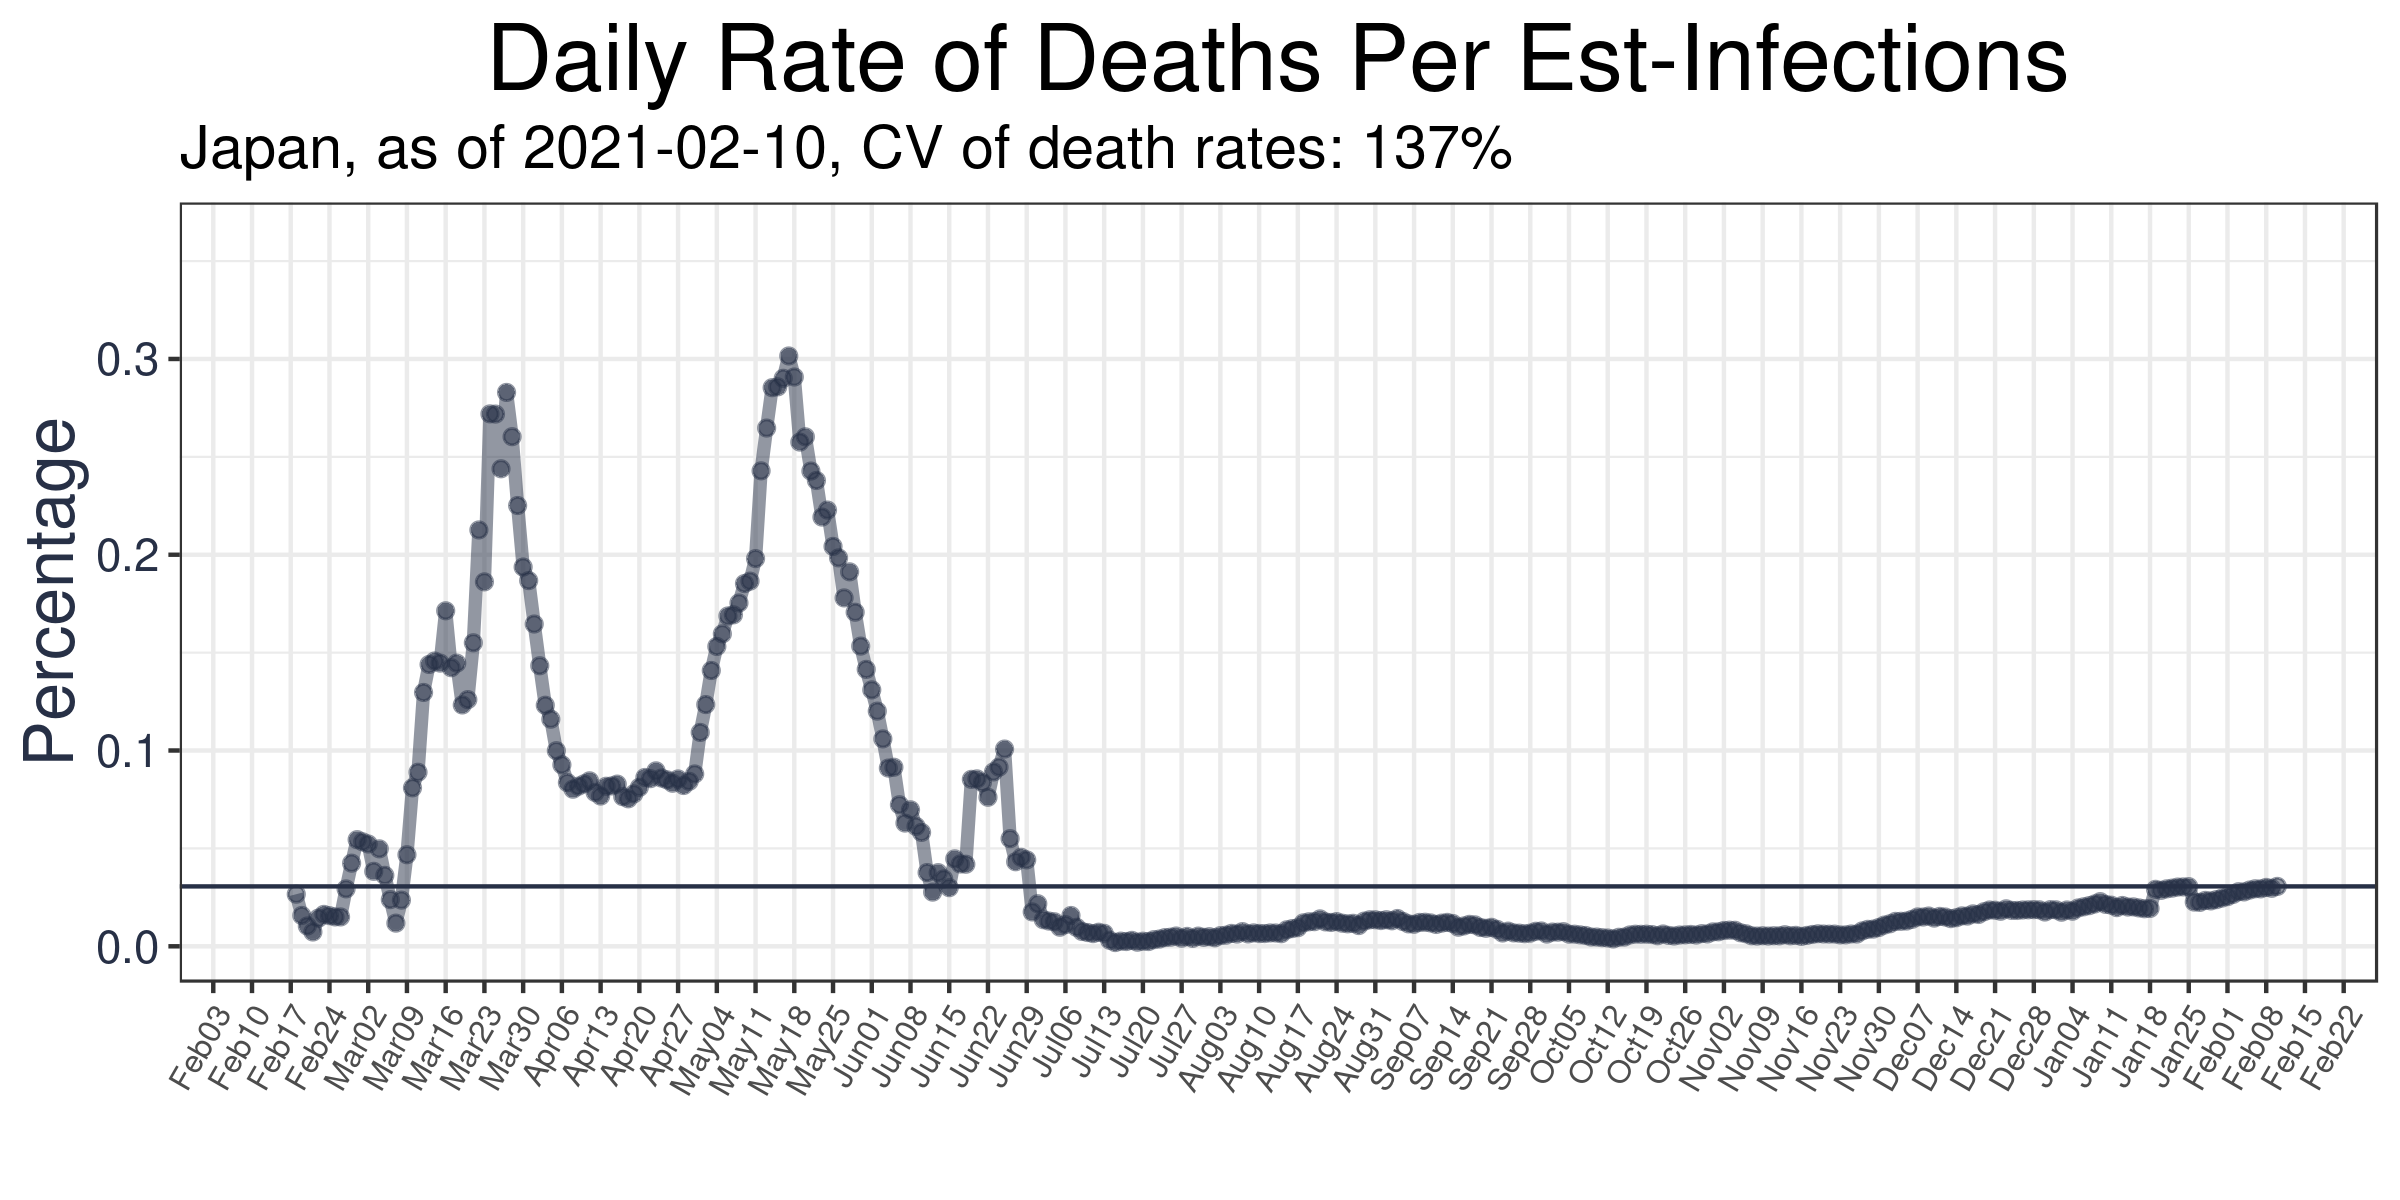 Daily Rate of Deaths Per Est-Infections
Japan, as of 2021-02-10, CV of death rates: 137%
Percentage
0.3
0.2
0.1
0.0
Feb03
Feb10
Feb17
Feb24
Mar02
Mar09
Mar16
Mar23
Mar30
Apr06
Apr13
Apr20
Apr27
May04
May11
May18
May25
Jun01
Jun08
Jun15
Jun22
Jun29
Jul06
Jul13
Jul20
Jul27
Aug03
Aug10
Aug17
Aug24
Aug31
Sep07
Sep14
Sep21
Sep28
Oct05
Oct12
Oct19
Oct26
Nov02
Nov09
Nov16
Nov23
Nov30
Dec07
Dec14
Dec21
Dec28
Jan04
Jan11
Jan18
Jan25
Feb01
Feb08
Feb15
Feb22